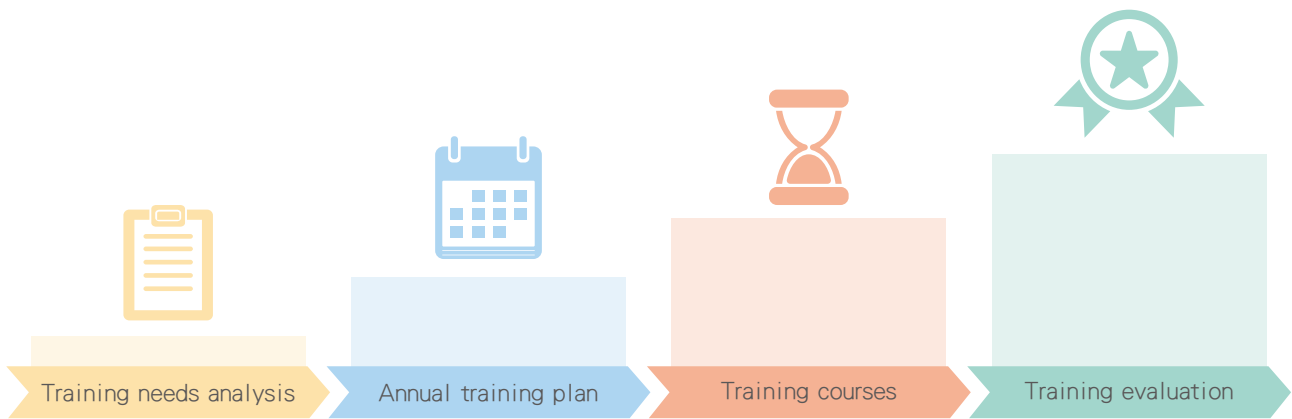 Training needs analysis
Annual training plan
Training courses
Training evaluation